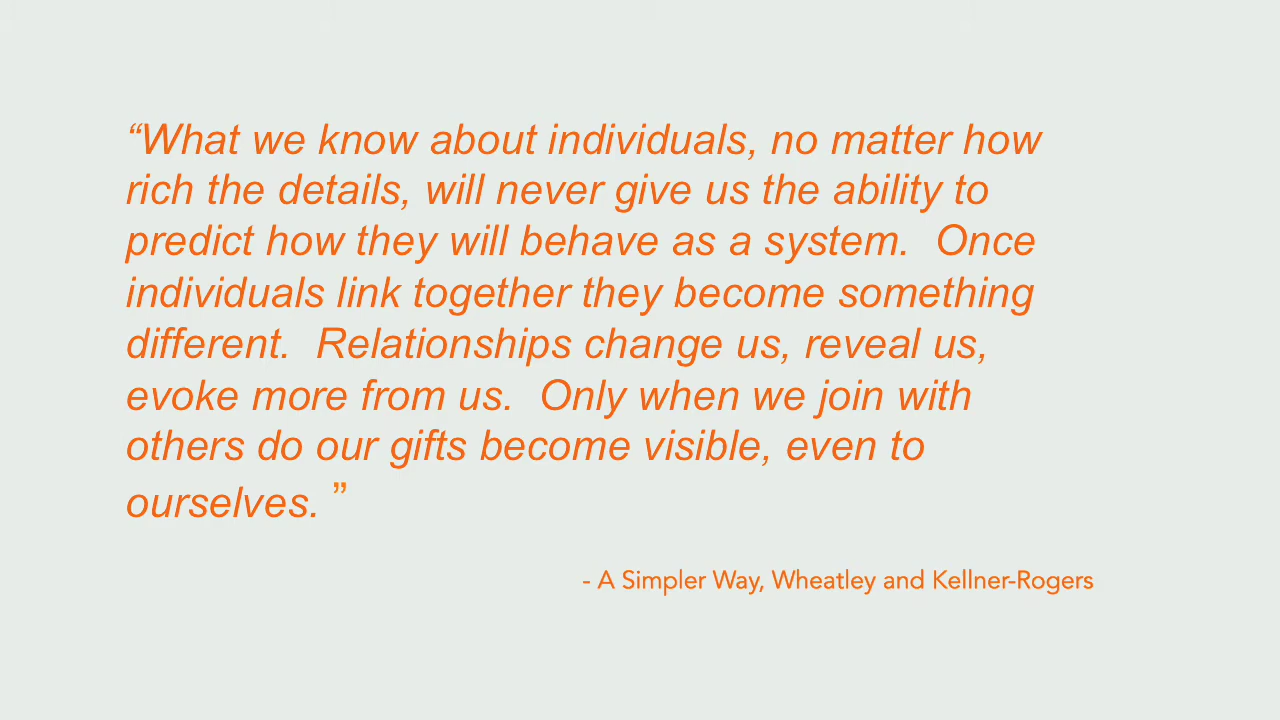 “What we know about individuals, no matter how
rich the details, will never give us the ability to
predict how they will behave as a system.  Once
individuals link together they become something
different.  Relationships change us, reveal us,
evoke more from us.  Only when we join with
others do our gifts become visible, even to
ourselves. ”
- A Simpler Way, Wheatley and Kellner-Rogers